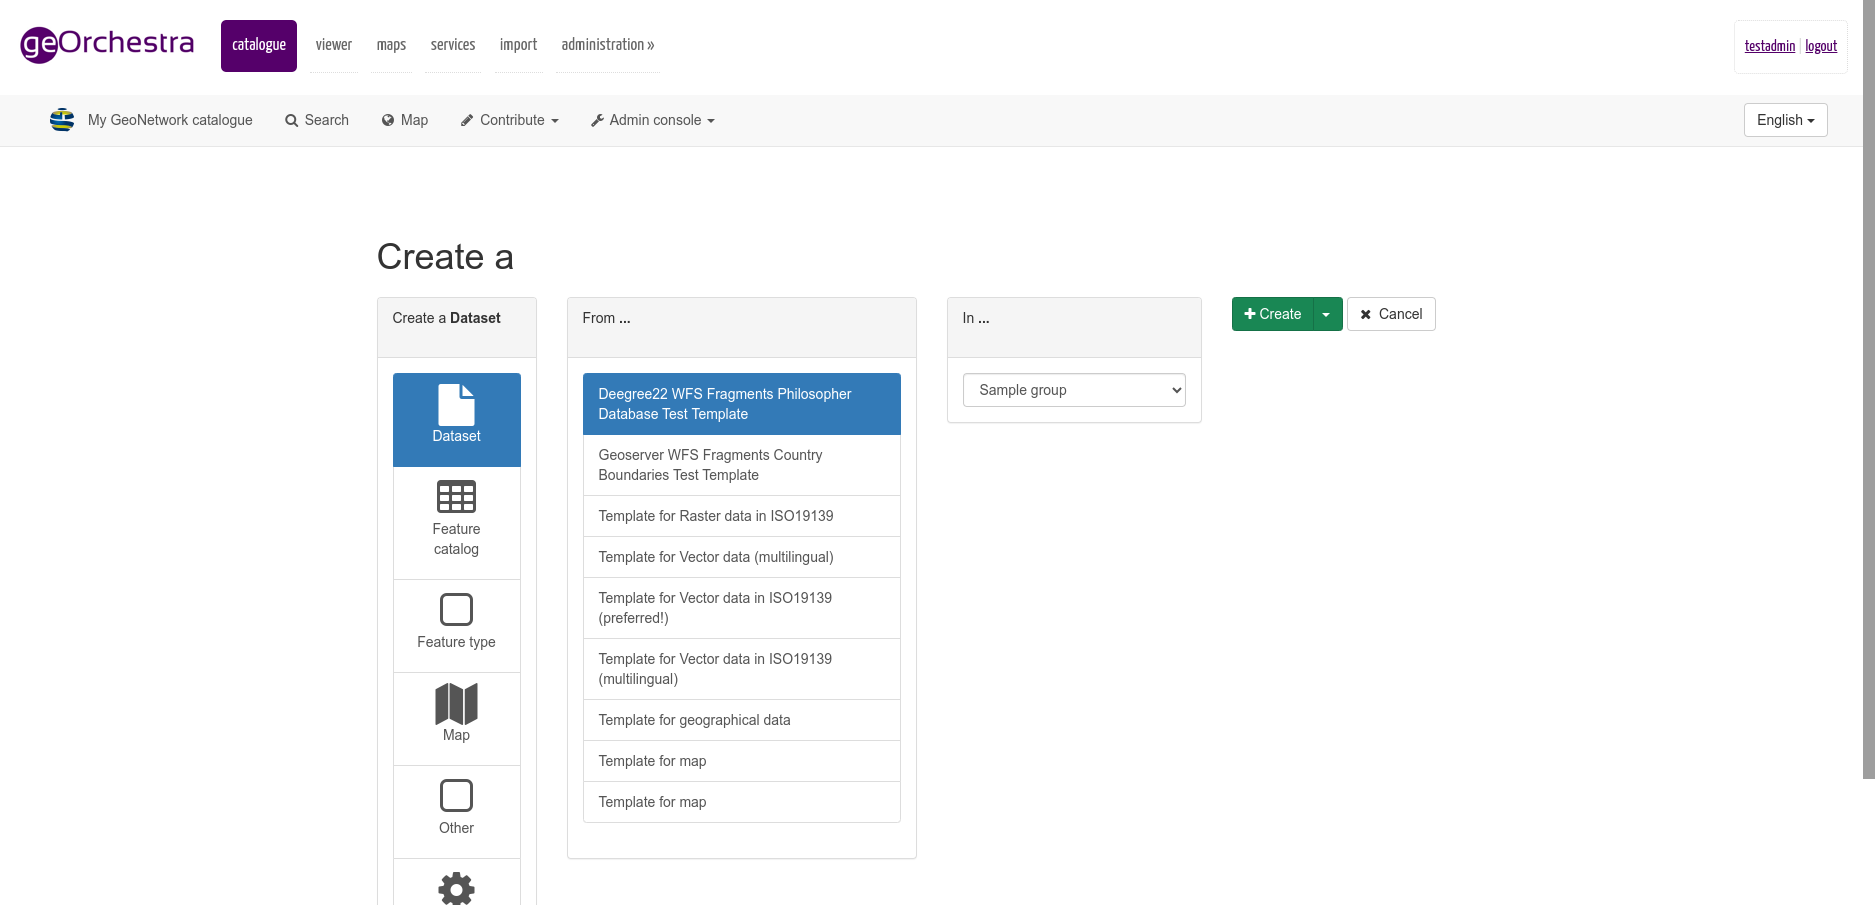 geOrchestra
catalogue viewer maps services import administration »
testadmin | logout
My GeoNetwork catalogue Search Map Contribute Admin console English
Create a
Create a Dataset
From ...
In ...
Create
Cancel
Dataset
Feature
catalog
Feature type
Map
Other
Deegree22 WFS Fragments Philosopher
Database Test Template
Geoserver WFS Fragments Country
Boundaries Test Template
Template for Raster data in ISO19139
Template for Vector data (multilingual)
Template for Vector data in ISO19139
(preferred!)
Template for Vector data in ISO19139
(multilingual)
Template for geographical data
Template for map
Template for map
Sample group